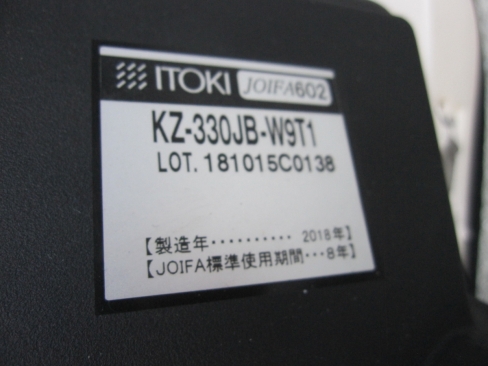 ITOKI JOIFA602
KZ-330JB-W9T1
LOT. 181015C0138
【製造年·········· 2018年】
【JOIFA標準使用期間···8年】